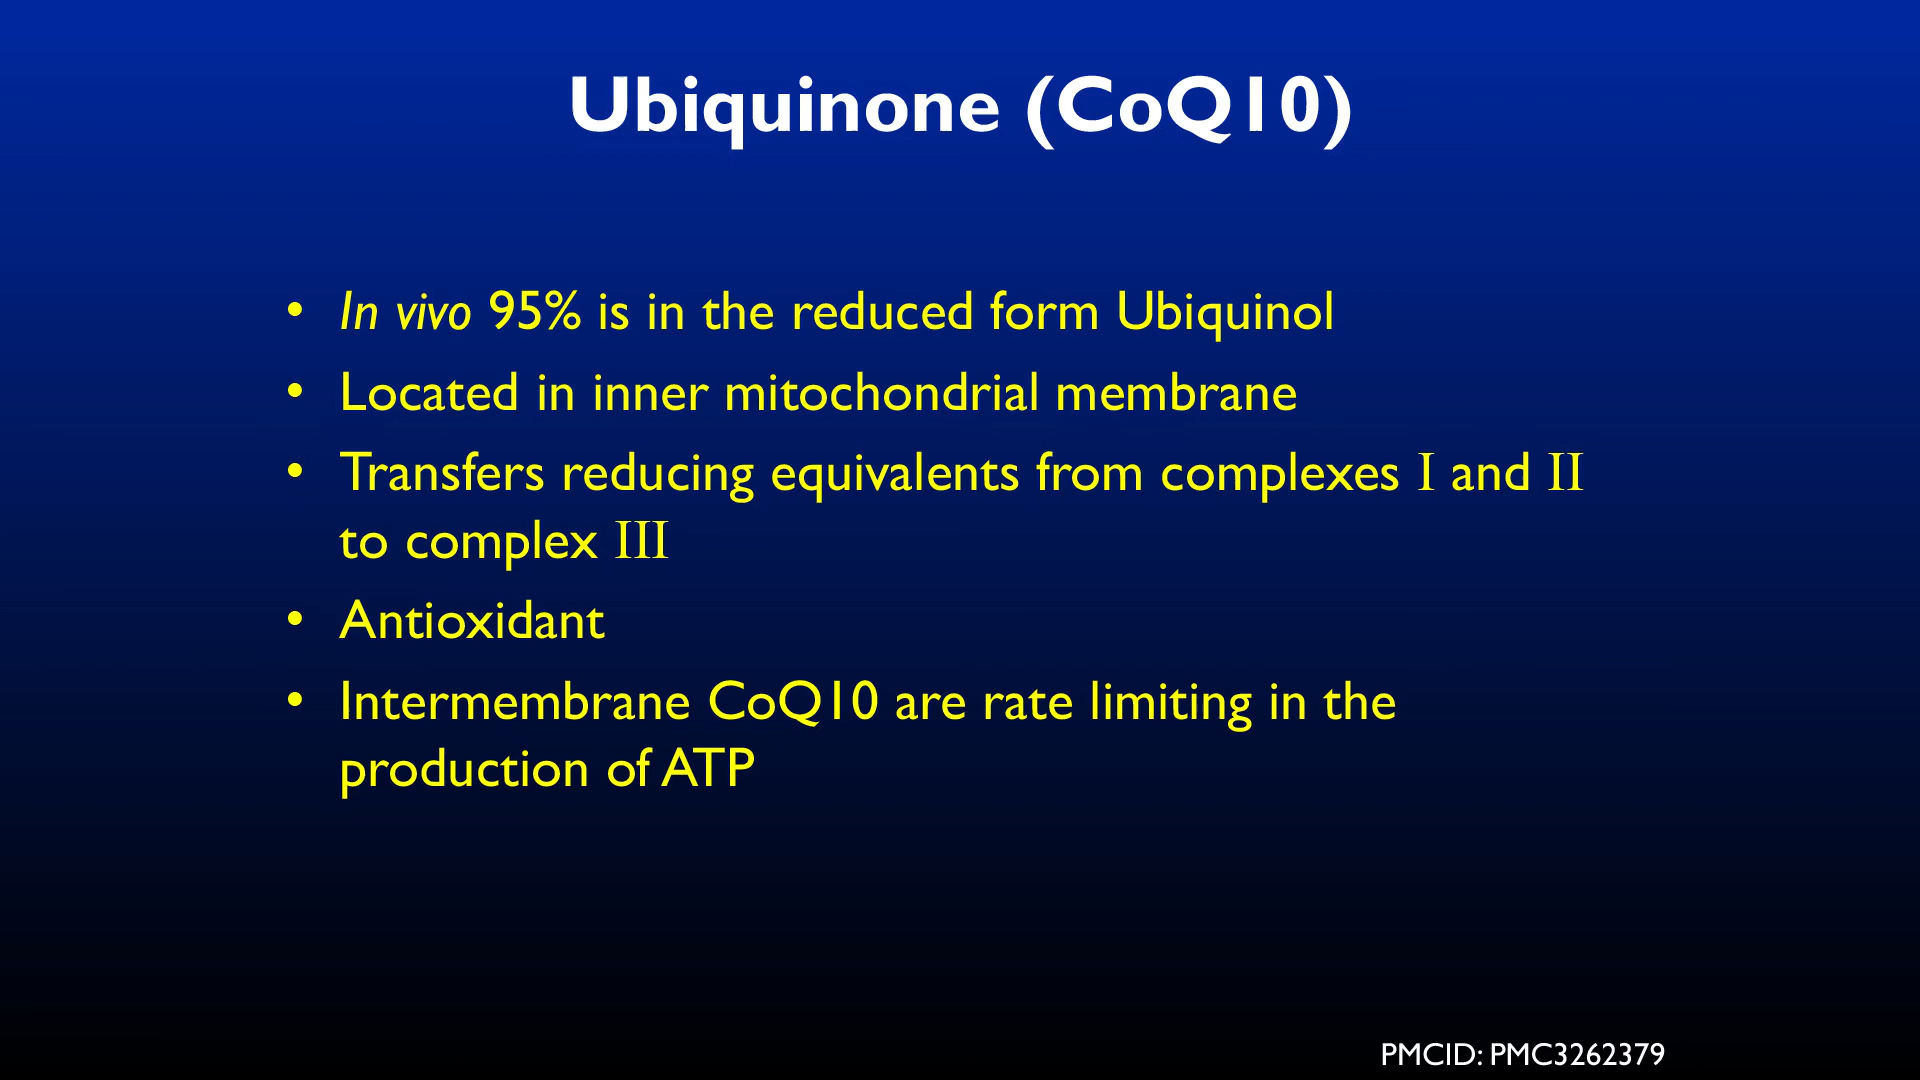 Ubiquinone (CoQ10)
• In vivo 95% is in the reduced form Ubiquinol
• Located in inner mitochondrial membrane
• Transfers reducing equivalents from complexes I and II
to complex III
• Antioxidant
• Intermembrane CoQ10 are rate limiting in the
production of ATP
PMCID: PMC3262379